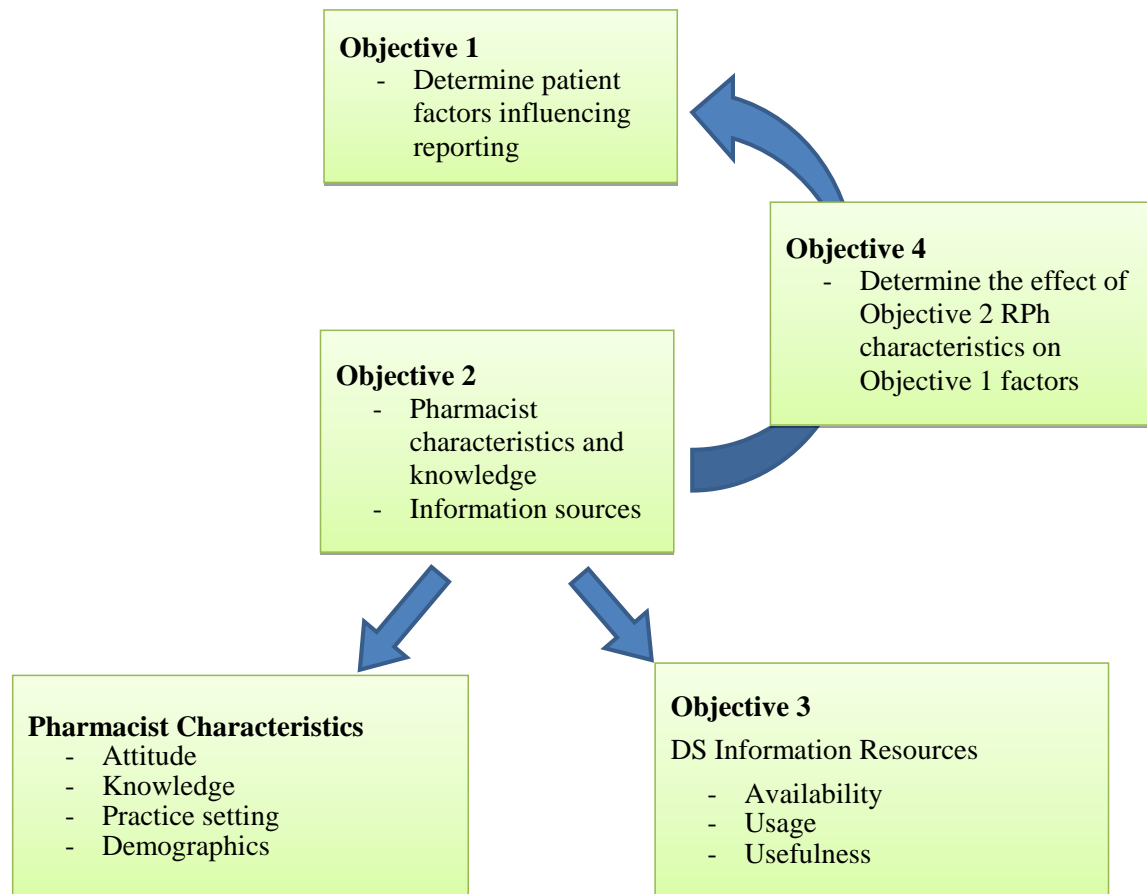 Objective 1
- Determine patient
factors influencing
reporting
Objective 4
- Determine the effect of
Objective 2 RPh
characteristics on
Objective 1 factors
Objective 2
- Pharmacist
characteristics and
knowledge
- Information sources
Pharmacist Characteristics
- Attitude
- Knowledge
- Practice setting
- Demographics
Objective 3
DS Information Resources
- Availability
- Usage
- Usefulness